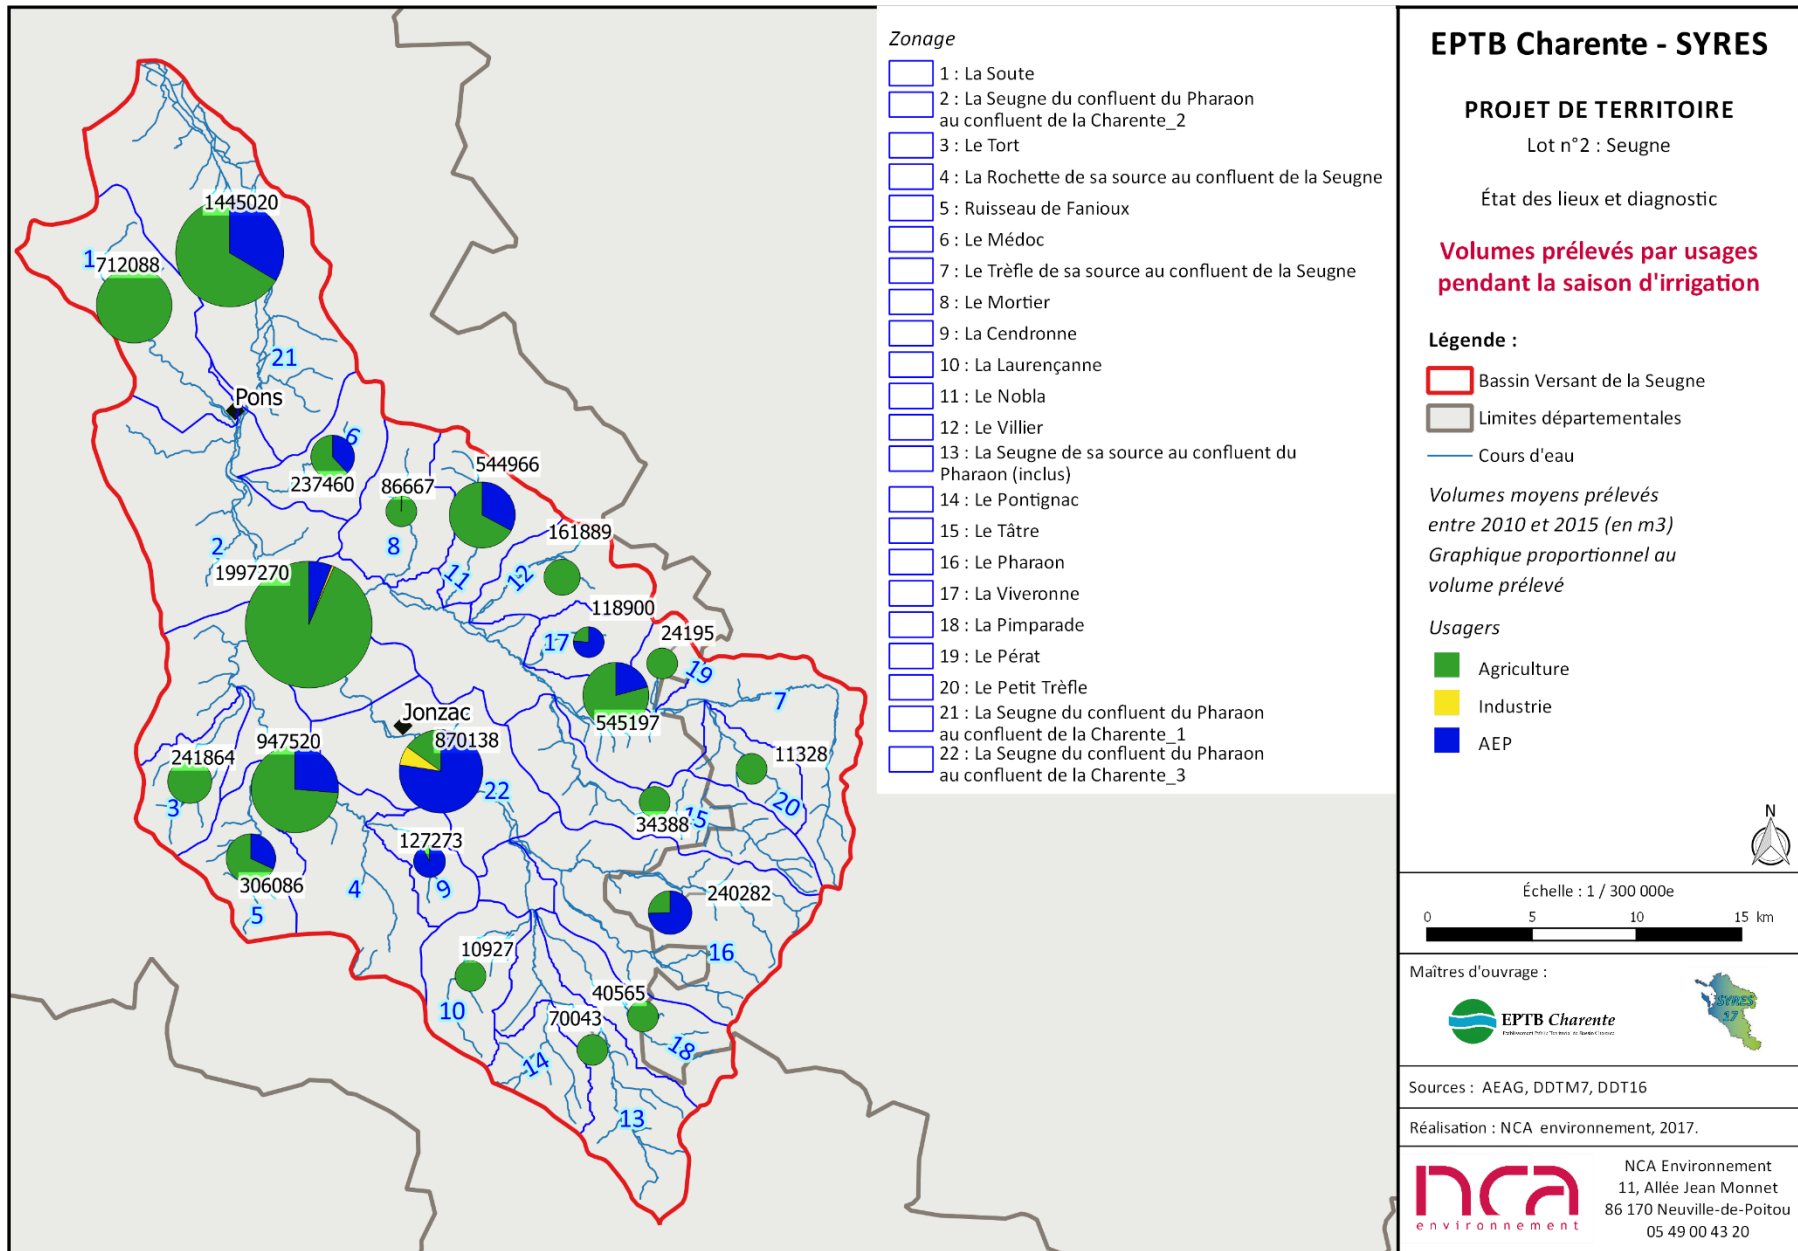 1445020
1
712088
21
Pons
6
237460
86667
544966
2
8
161889
1997270
11
12
118900
17
24195
19
7
545197
Jonzac
870138
947520
241864
3
22
11328
20
15
34388
127273
306086
4
9
5
240282
16
10927
10
40565
70043
14
18
13
Zonage
1 : La Soute
2 : La Seugne du confluent du Pharaon
au confluent de la Charente_2
3 : Le Tort
4 : La Rochette de sa source au confluent de la Seugne
5 : Ruisseau de Fanioux
6 : Le Médoc
7 : Le Trèfle de sa source au confluent de la Seugne
8 : Le Mortier
9 : La Cendronne
10 : La Laurençanne
11 : Le Nobla
12 : Le Villier
13 : La Seugne de sa source au confluent du
Pharaon (inclus)
14 : Le Pontignac
15 : Le Tâtre
16 : Le Pharaon
17 : La Viveronne
18 : La Pimparade
19 : Le Pérat
20 : Le Petit Trèfle
21 : La Seugne du confluent du Pharaon
au confluent de la Charente_1
22 : La Seugne du confluent du Pharaon
au confluent de la Charente_3
EPTB Charente - SYRES
PROJET DE TERRITOIRE
Lot n°2 : Seugne
État des lieux et diagnostic
Volumes prélevés par usages
pendant la saison d'irrigation
Légende :
Bassin Versant de la Seugne
Limites départementales
Cours d'eau
Volumes moyens prélevés
entre 2010 et 2015 (en m3)
Graphique proportionnel au
volume prélevé
Usagers
Agriculture
Industrie
AEP
N
Échelle : 1 / 300 000e
0 5 10 15 km
Maîtres d'ouvrage :
EPTB Charente
SYRES
17
Sources : AEAG, DDTM7, DDT16
Réalisation : NCA environnement, 2017.
nca
environnement
NCA Environnement
11, Allée Jean Monnet
86 170 Neuville-de-Poitou
05 49 00 43 20